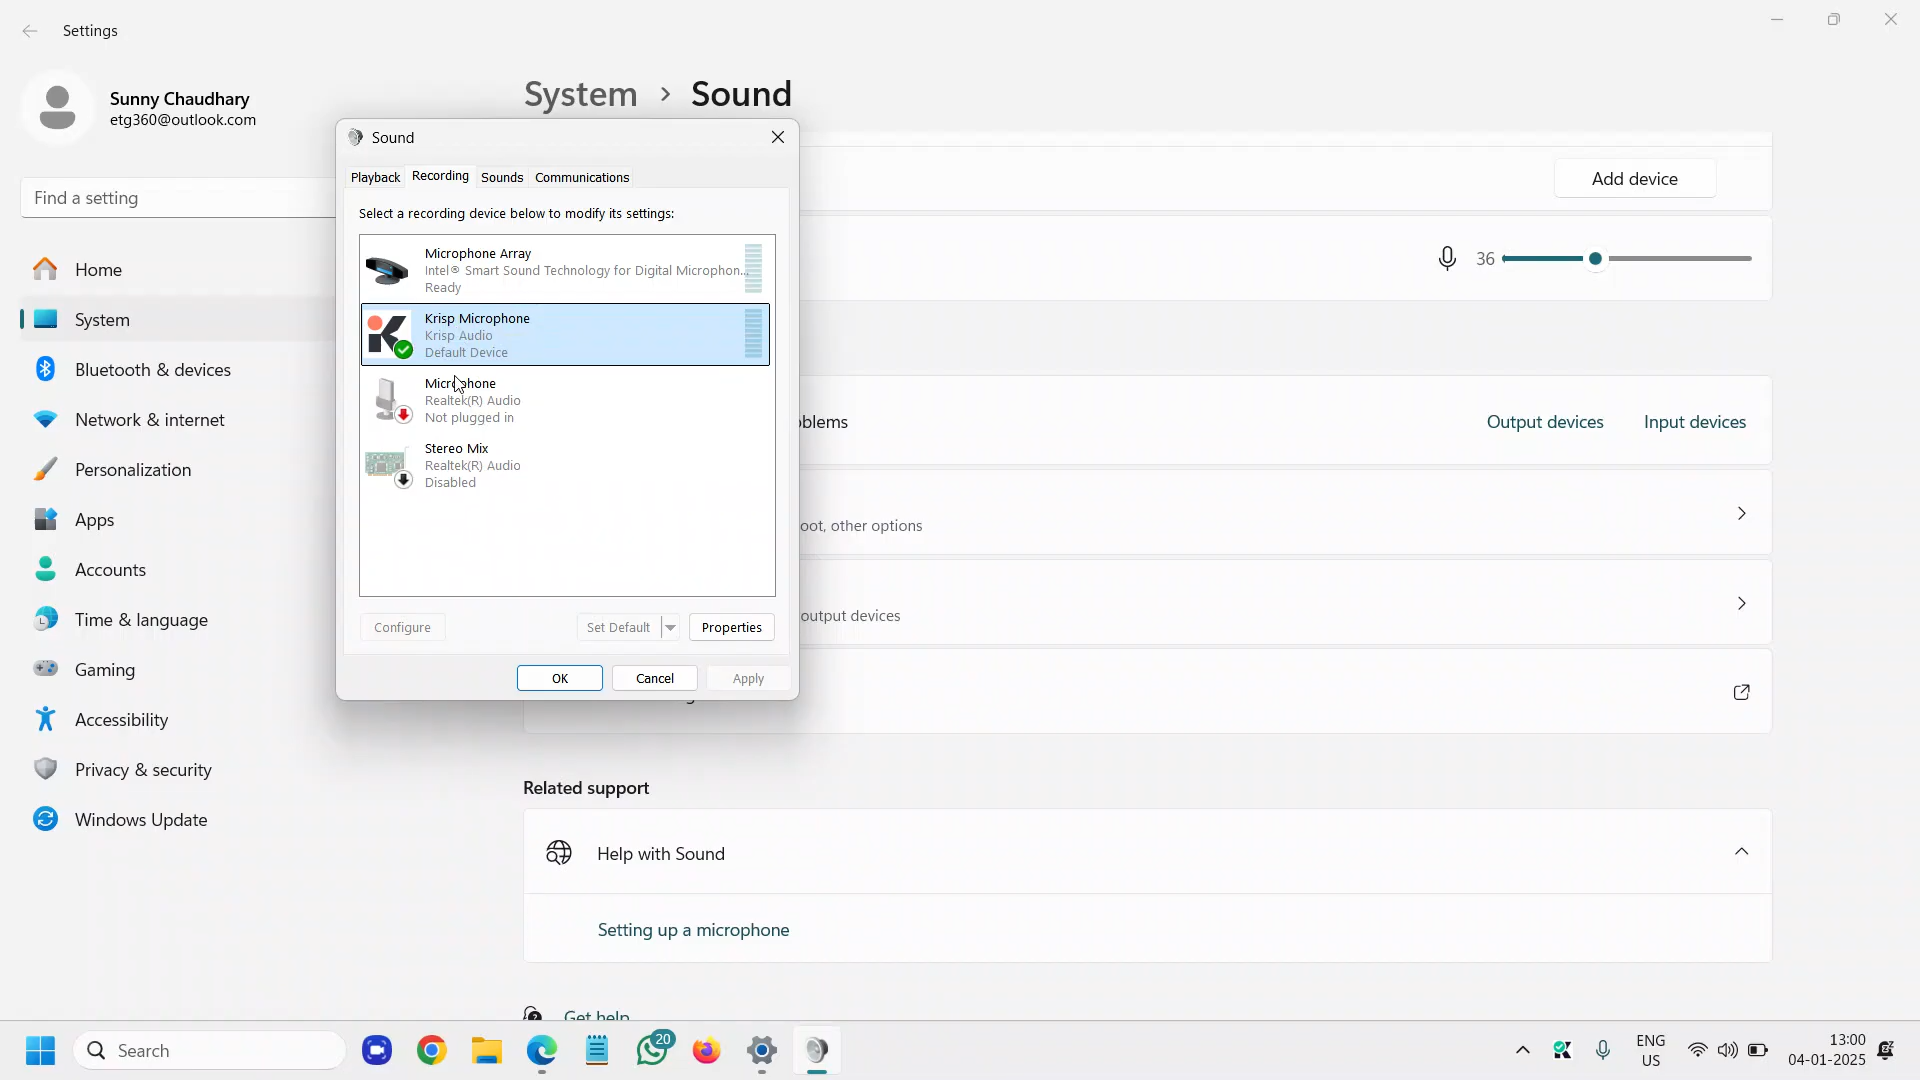 Settings
Sunny Chaudhary
etg360@outlook.com
Find a setting
Home
System
Bluetooth & devices
Network & internet
Personalization
Apps
Accounts
Time & language
Gaming
Accessibility
Privacy & security
Windows Update
System > Sound
Sound
Playback Recording Sounds Communications
Select a recording device below to modify its settings:
Microphone Array
Intel® Smart Sound Technology for Digital Microphon...
Ready
Krisp Microphone
Krisp Audio
Default Device
Microphone
Realtek(R) Audio
Not plugged in
Stereo Mix
Realtek(R) Audio
Disabled
Configure Set Default Properties
OK Cancel Apply
Add device
36
Output devices Input devices
other options
output devices
Related support
Help with Sound
Setting up a microphone
Get help
Search
20
ENG
US
13:00
04-01-2025